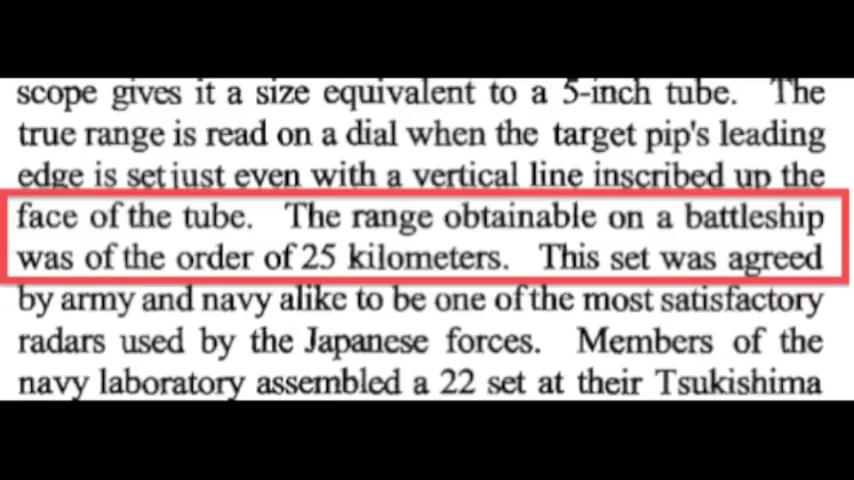 scope gives it a size equivalent to a 5-inch tube. The
true range is read on a dial when the target pip's leading
edge is set just even with a vertical line inscribed up the
face of the tube. The range obtainable on a battleship
was of the order of 25 kilometers. This set was agreed
by army and navy alike to be one of the most satisfactory
radars used by the Japanese forces. Members of the
navy laboratory assembled a 22 set at their Tsukishima